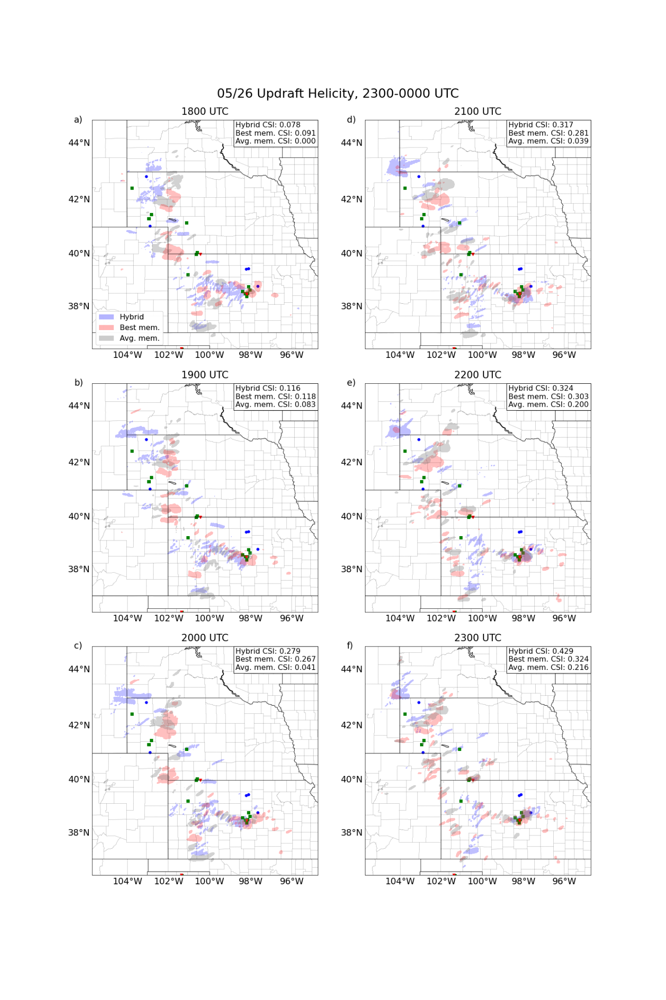 05/26 Updraft Helicity, 2300-0000 UTC
a)
1800 UTC
Hybrid CSI: 0.078
Best mem. CSI: 0.091
Avg. mem. CSI: 0.000
44°N
42°N
40°N
38°N
Hybrid
Best mem.
Avg. mem.
104°W 102°W 100°W 98°W 96°W
d)
2100 UTC
Hybrid CSI: 0.317
Best mem. CSI: 0.281
Avg. mem. CSI: 0.039
44°N
42°N
40°N
38°N
104°W 102°W 100°W 98°W 96°W
b)
1900 UTC
Hybrid CSI: 0.116
Best mem. CSI: 0.118
Avg. mem. CSI: 0.083
44°N
42°N
40°N
38°N
104°W 102°W 100°W 98°W 96°W
e)
2200 UTC
Hybrid CSI: 0.324
Best mem. CSI: 0.303
Avg. mem. CSI: 0.200
44°N
42°N
40°N
38°N
104°W 102°W 100°W 98°W 96°W
c)
2000 UTC
Hybrid CSI: 0.279
Best mem. CSI: 0.267
Avg. mem. CSI: 0.041
44°N
42°N
40°N
38°N
104°W 102°W 100°W 98°W 96°W
f)
2300 UTC
Hybrid CSI: 0.429
Best mem. CSI: 0.324
Avg. mem. CSI: 0.216
44°N
42°N
40°N
38°N
104°W 102°W 100°W 98°W 96°W